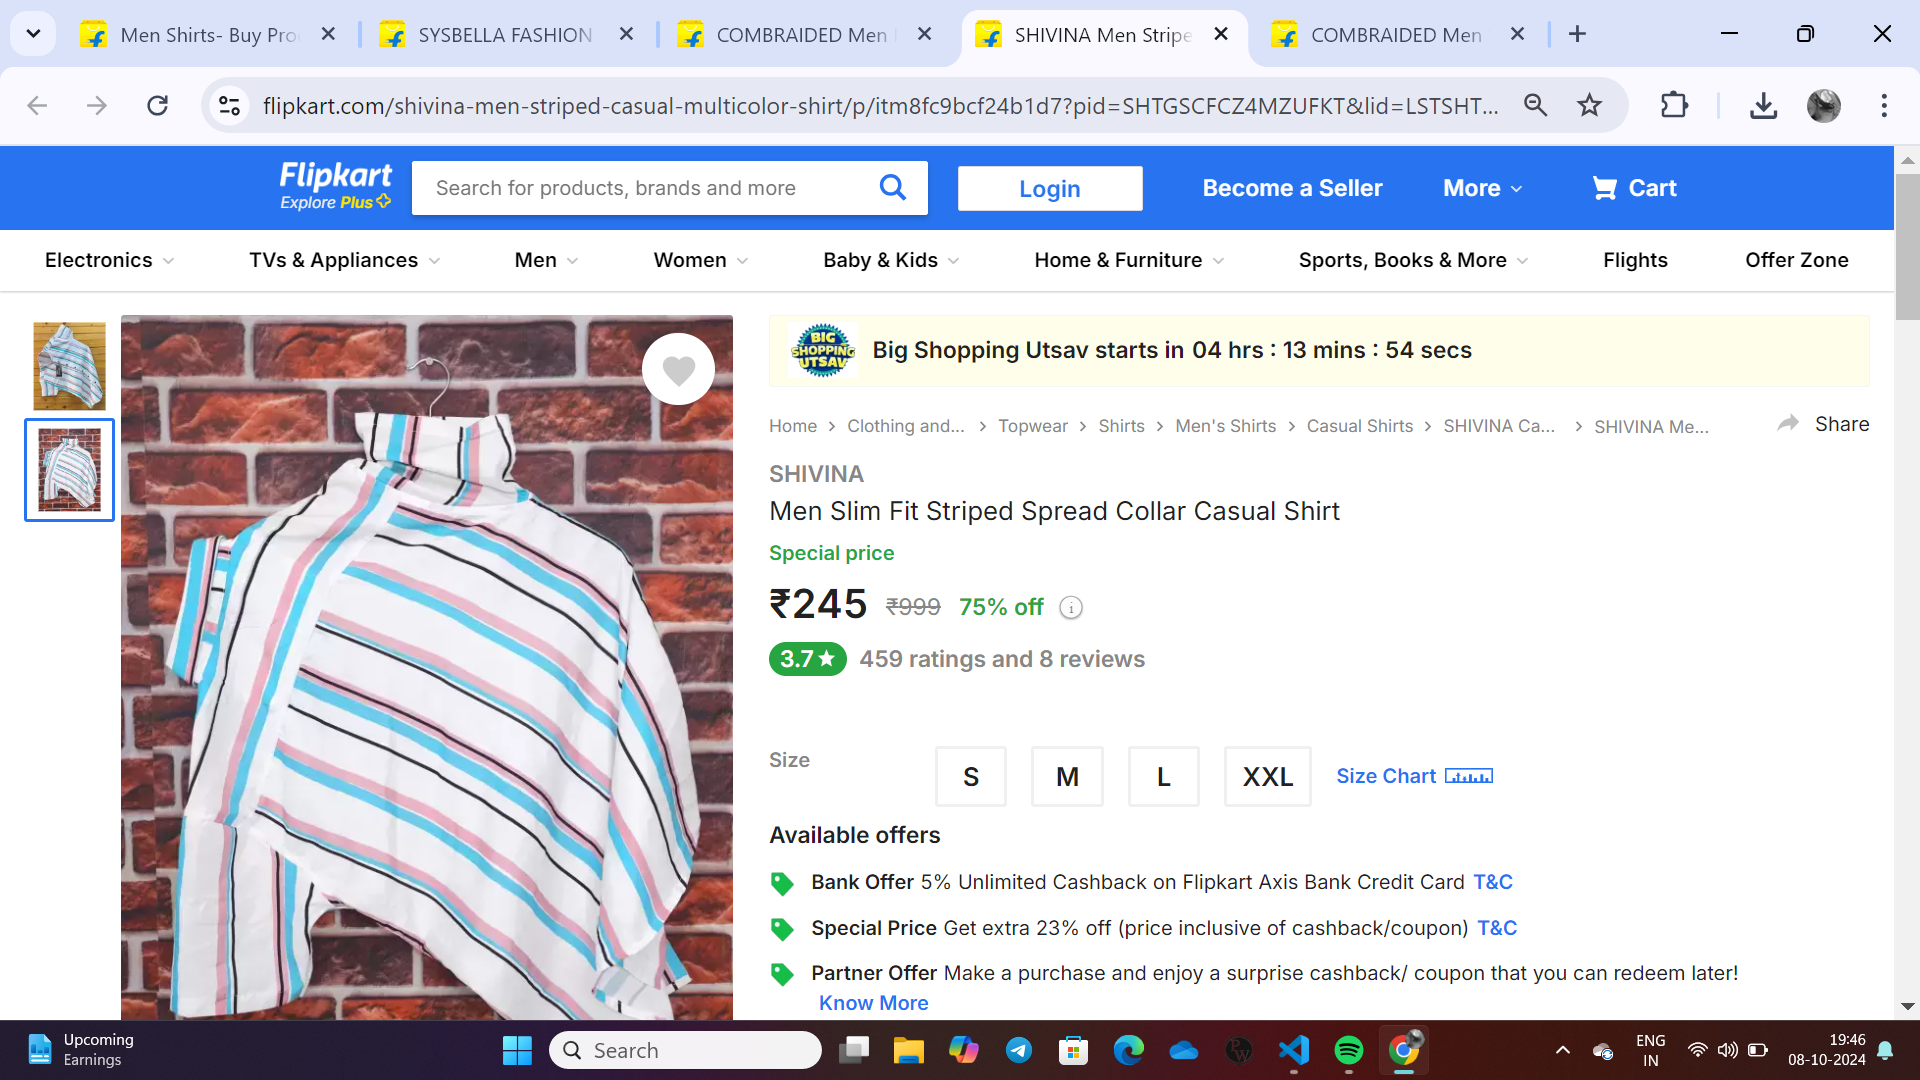 Men Shirts- Buy Pro
SYSBELLA FASHION
COMBRAIDED Men
SHIVINA Men Stripe
COMBRAIDED Men
flipkart.com/shivina-men-striped-casual-multicolor-shirt/p/itm8fc9bcf24b1d7?pid=SHTGSCFCZ4MZUFKT&lid=LSTSHT...
Flipkart
Explore Plus
Search for products, brands and more
Login
Become a Seller
More
Cart
Electronics
TVs & Appliances
Men
Women
Baby & Kids
Home & Furniture
Sports, Books & More
Flights
Offer Zone
BIG SHOPPING UTSAV
Big Shopping Utsav starts in 04 hrs : 13 mins : 54 secs
Home > Clothing and... > Topwear > Shirts > Men's Shirts > Casual Shirts > SHIVINA Ca... > SHIVINA Me...
Share
SHIVINA
Men Slim Fit Striped Spread Collar Casual Shirt
Special price
₹245 ₹999 75% off
3.7★ 459 ratings and 8 reviews
Size
S
M
L
XXL
Size Chart
Available offers
Bank Offer 5% Unlimited Cashback on Flipkart Axis Bank Credit Card T&C
Special Price Get extra 23% off (price inclusive of cashback/coupon) T&C
Partner Offer Make a purchase and enjoy a surprise cashback/ coupon that you can redeem later!
Know More
Upcoming
Earnings
Search
ENG
IN
19:46
08-10-2024